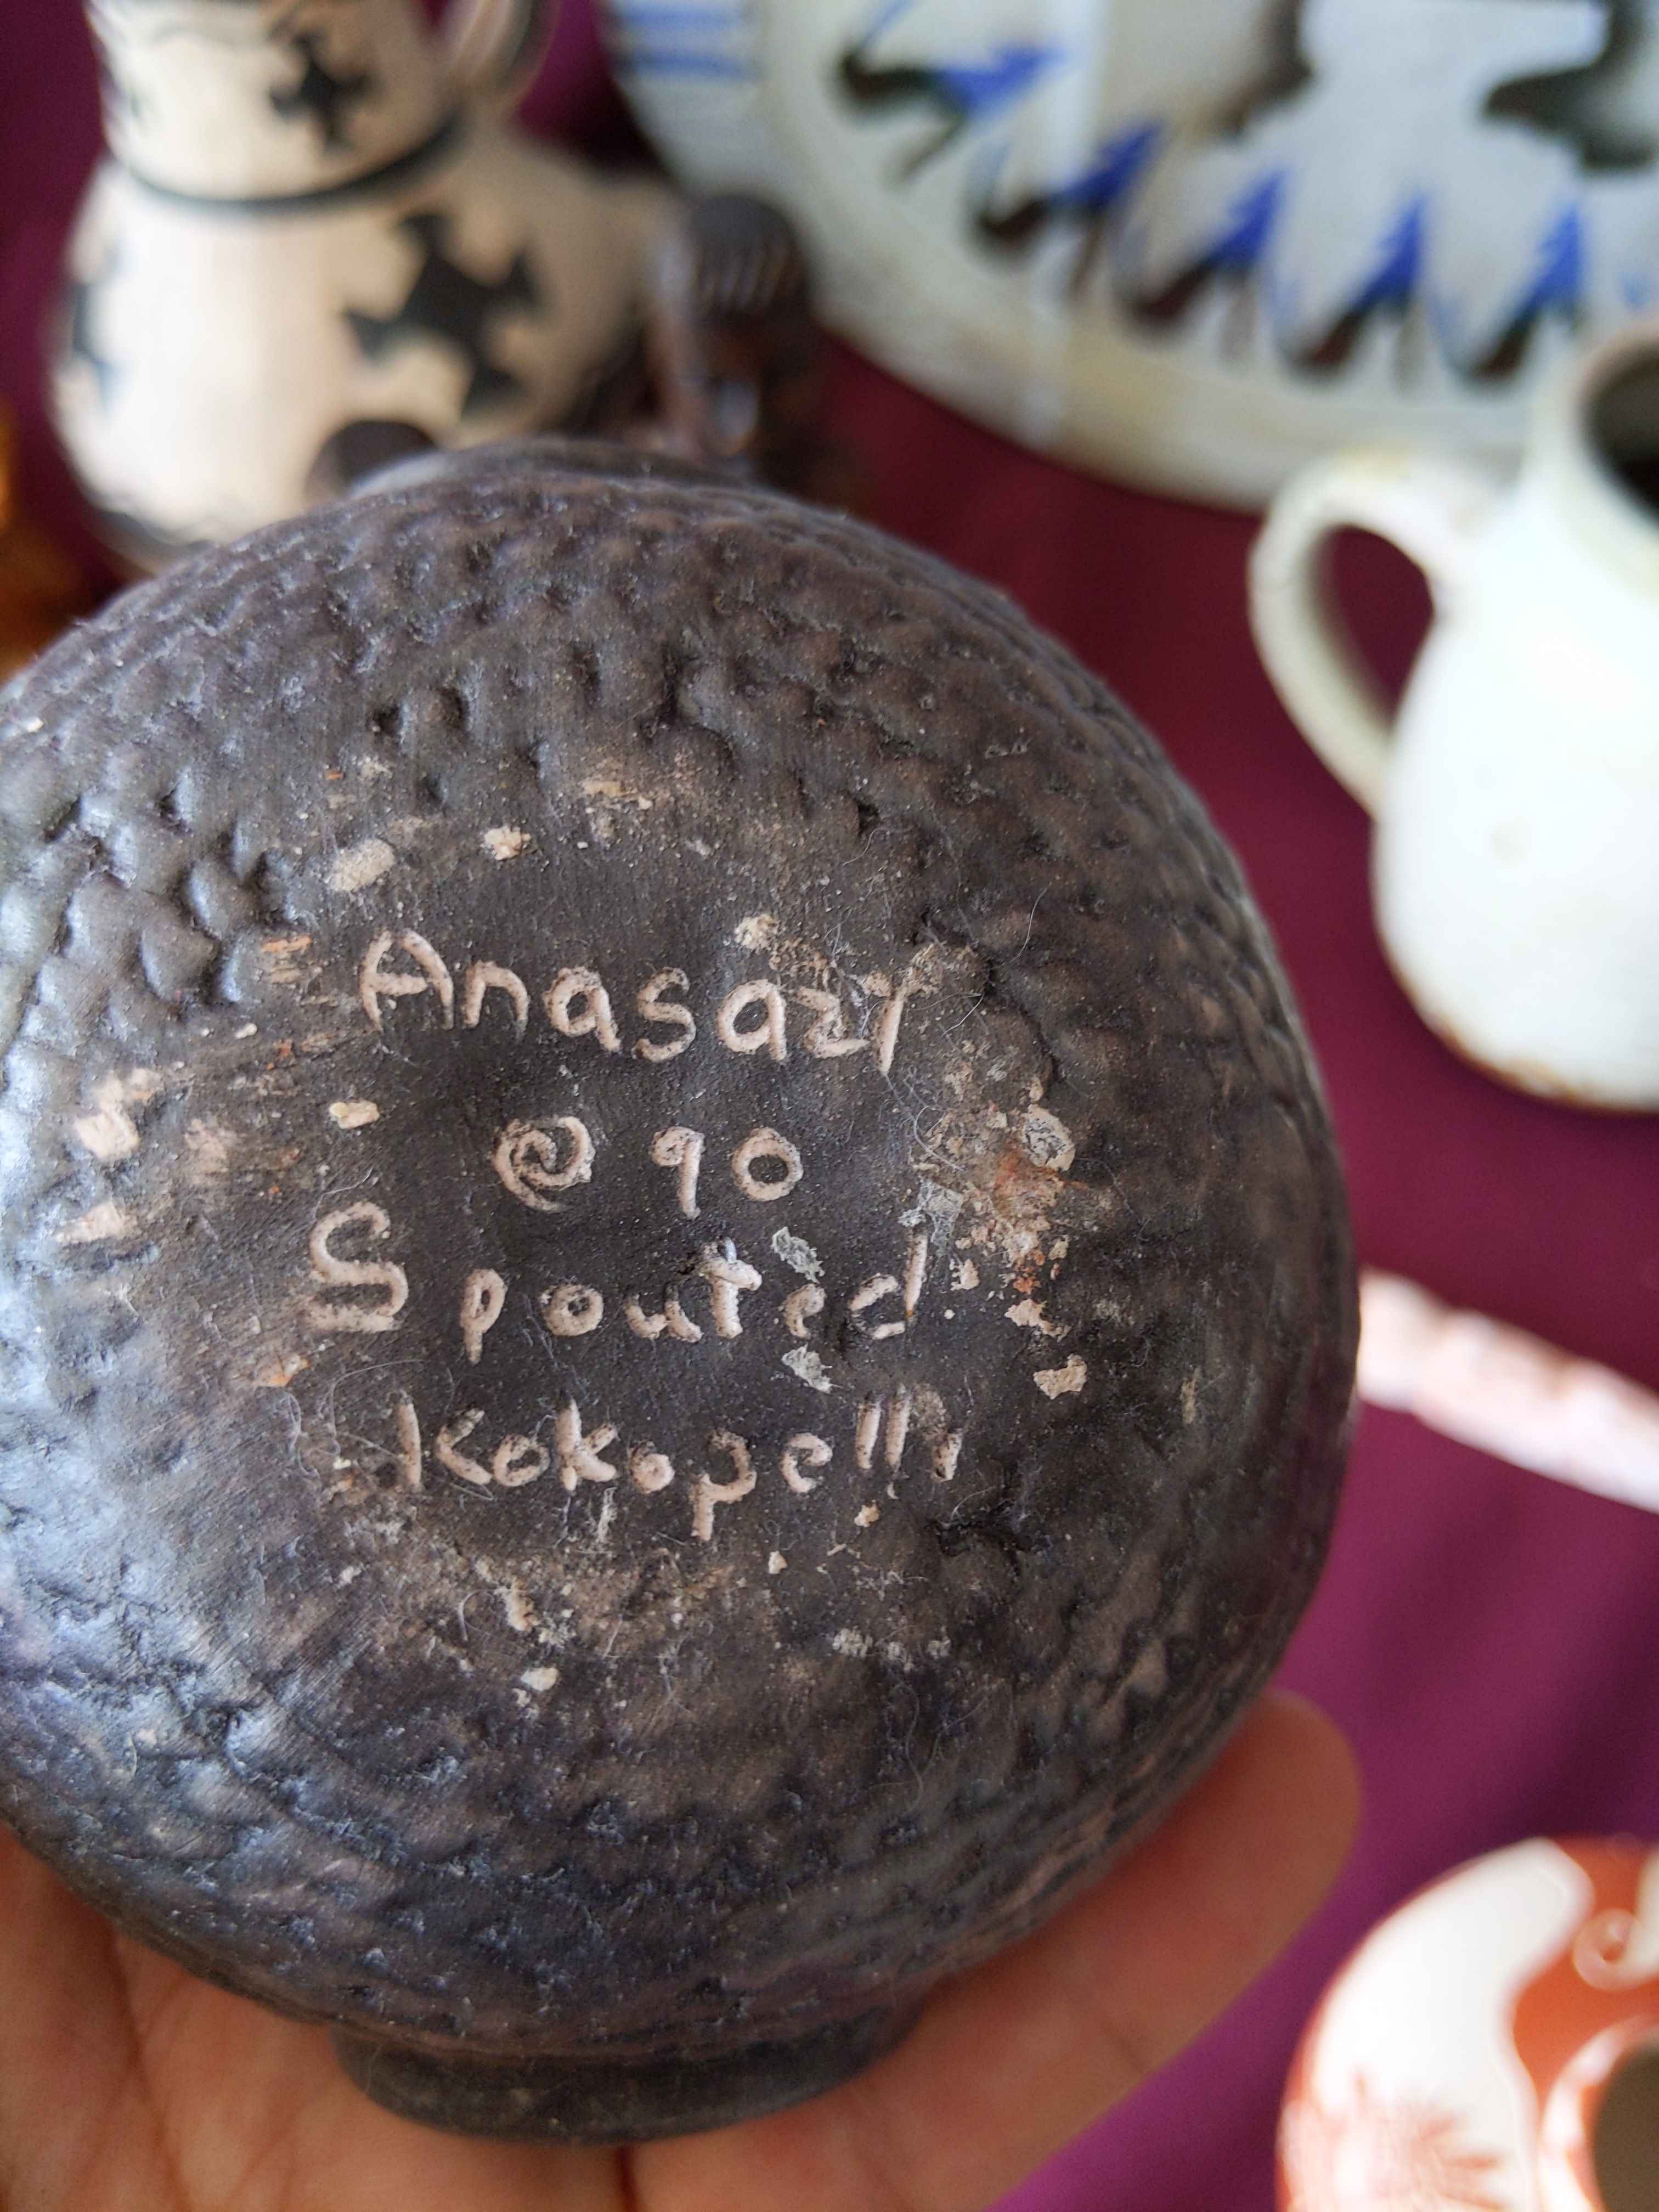 Anasazi
@ 90
Spouted
Kokopelli